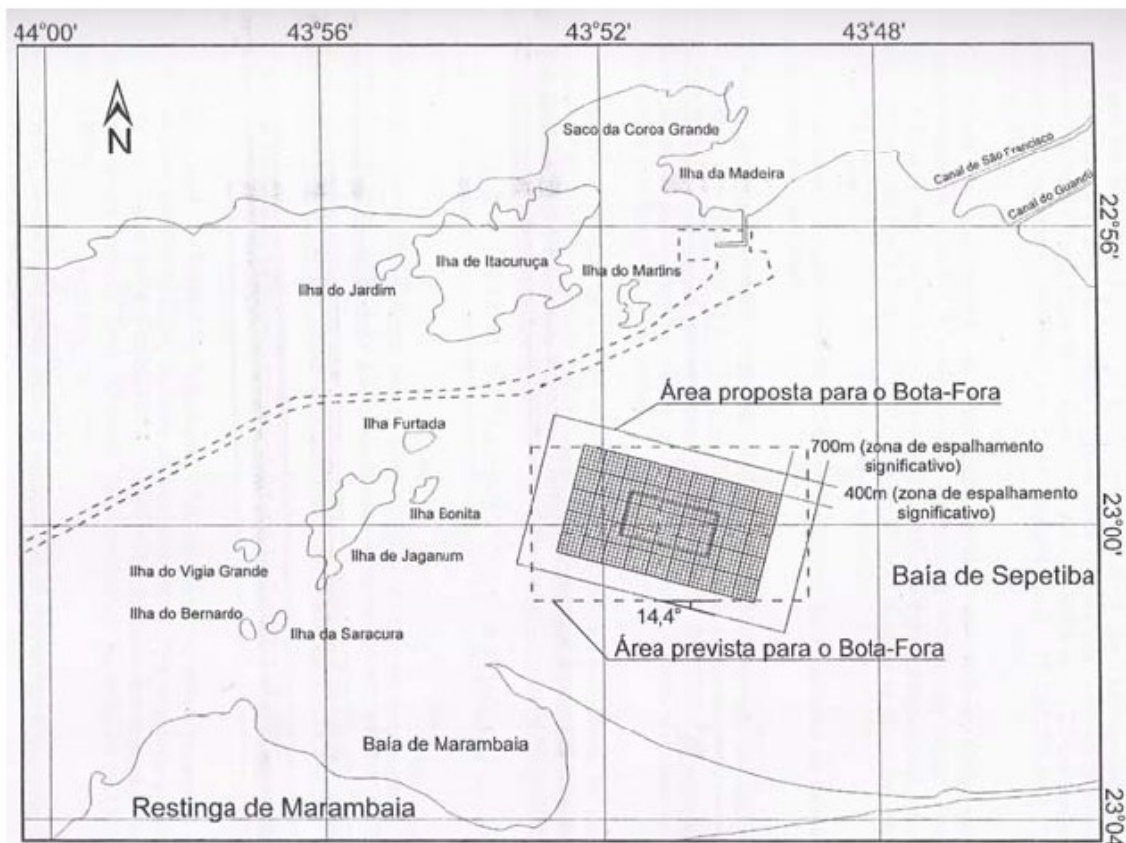 44°00'
43°56'
43°52'
43°48'
N
Saco da Coroa Grande
Canal de São Francisco
Ilha da Madeira
Canal do Guandú
22°56'
Ilha de Itacuruça
Ilha do Martins
Ilha do Jardim
Área proposta para o Bota-Fora
Ilha Furtada
700m (zona de espalhamento
significativo)
400m (zona de espalhamento
significativo)
Ilha Bonita
23°00'
Ilha de Jaganum
Ilha do Vigia Grande
Baía de Sepetiba
Ilha do Bernardo
14,4°
Ilha da Saracura
Área prevista para o Bota-Fora
Baía de Marambaia
Restinga de Marambaia
23°04'